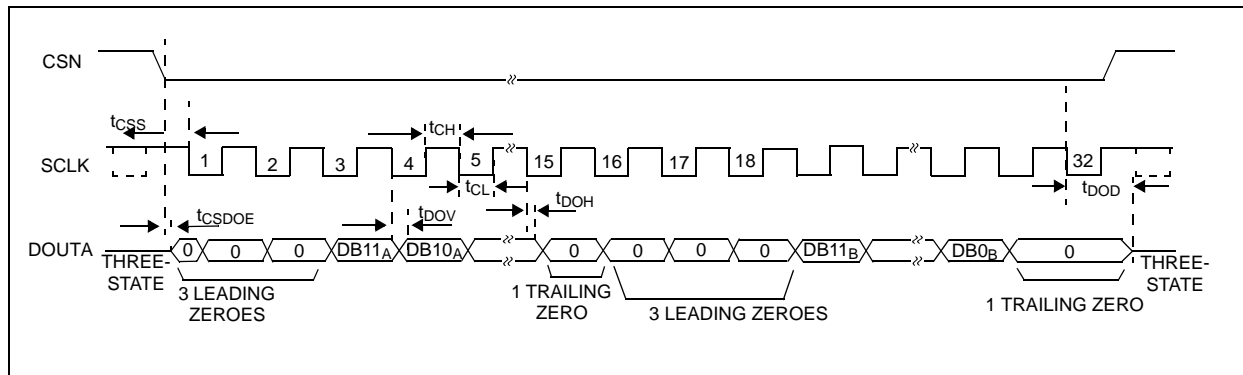 CSN
tCSS
tCH
SCLK
1 2 3 4 5 15 16 17 18 32
tCL
tDOH
tDOD
tCSDOE
tDOV
DOUTA
0 0 0 DB11A DB10A 0 0 0 0 DB11B DB0B 0
THREE-
STATE
3 LEADING
ZEROES
1 TRAILING
ZERO
3 LEADING ZEROES
1 TRAILING ZERO
THREE-
STATE